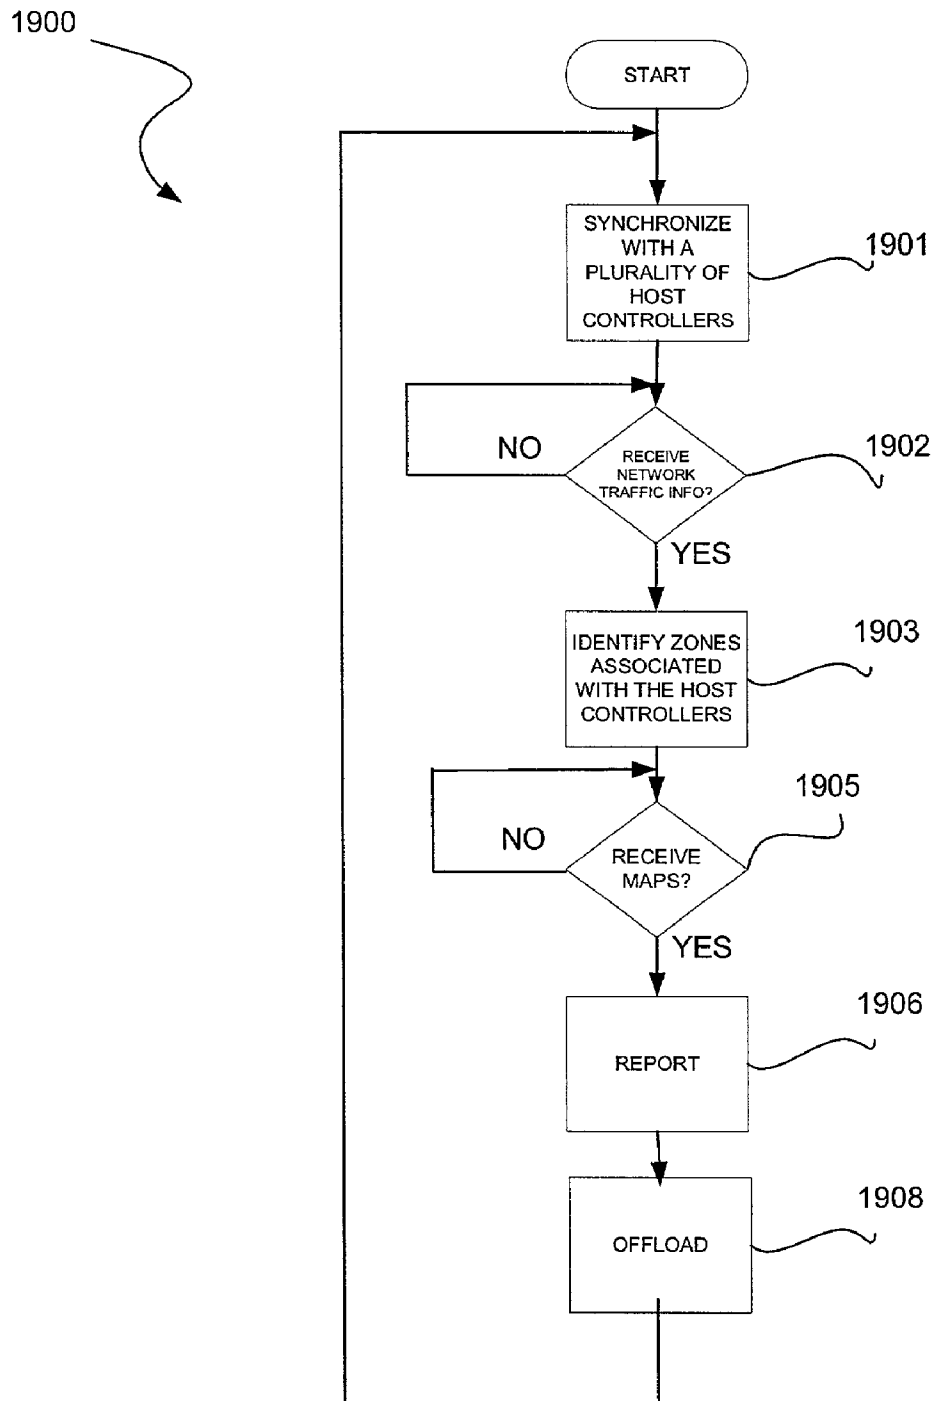 1900
START
SYNCHRONIZE
WITH A
PLURALITY OF
HOST
CONTROLLERS
1901
RECEIVE
NETWORK
TRAFFIC INFO?
1902
NO
YES
IDENTIFY ZONES
ASSOCIATED
WITH THE HOST
CONTROLLERS
1903
RECEIVE
MAPS?
1905
NO
YES
REPORT
1906
OFFLOAD
1908